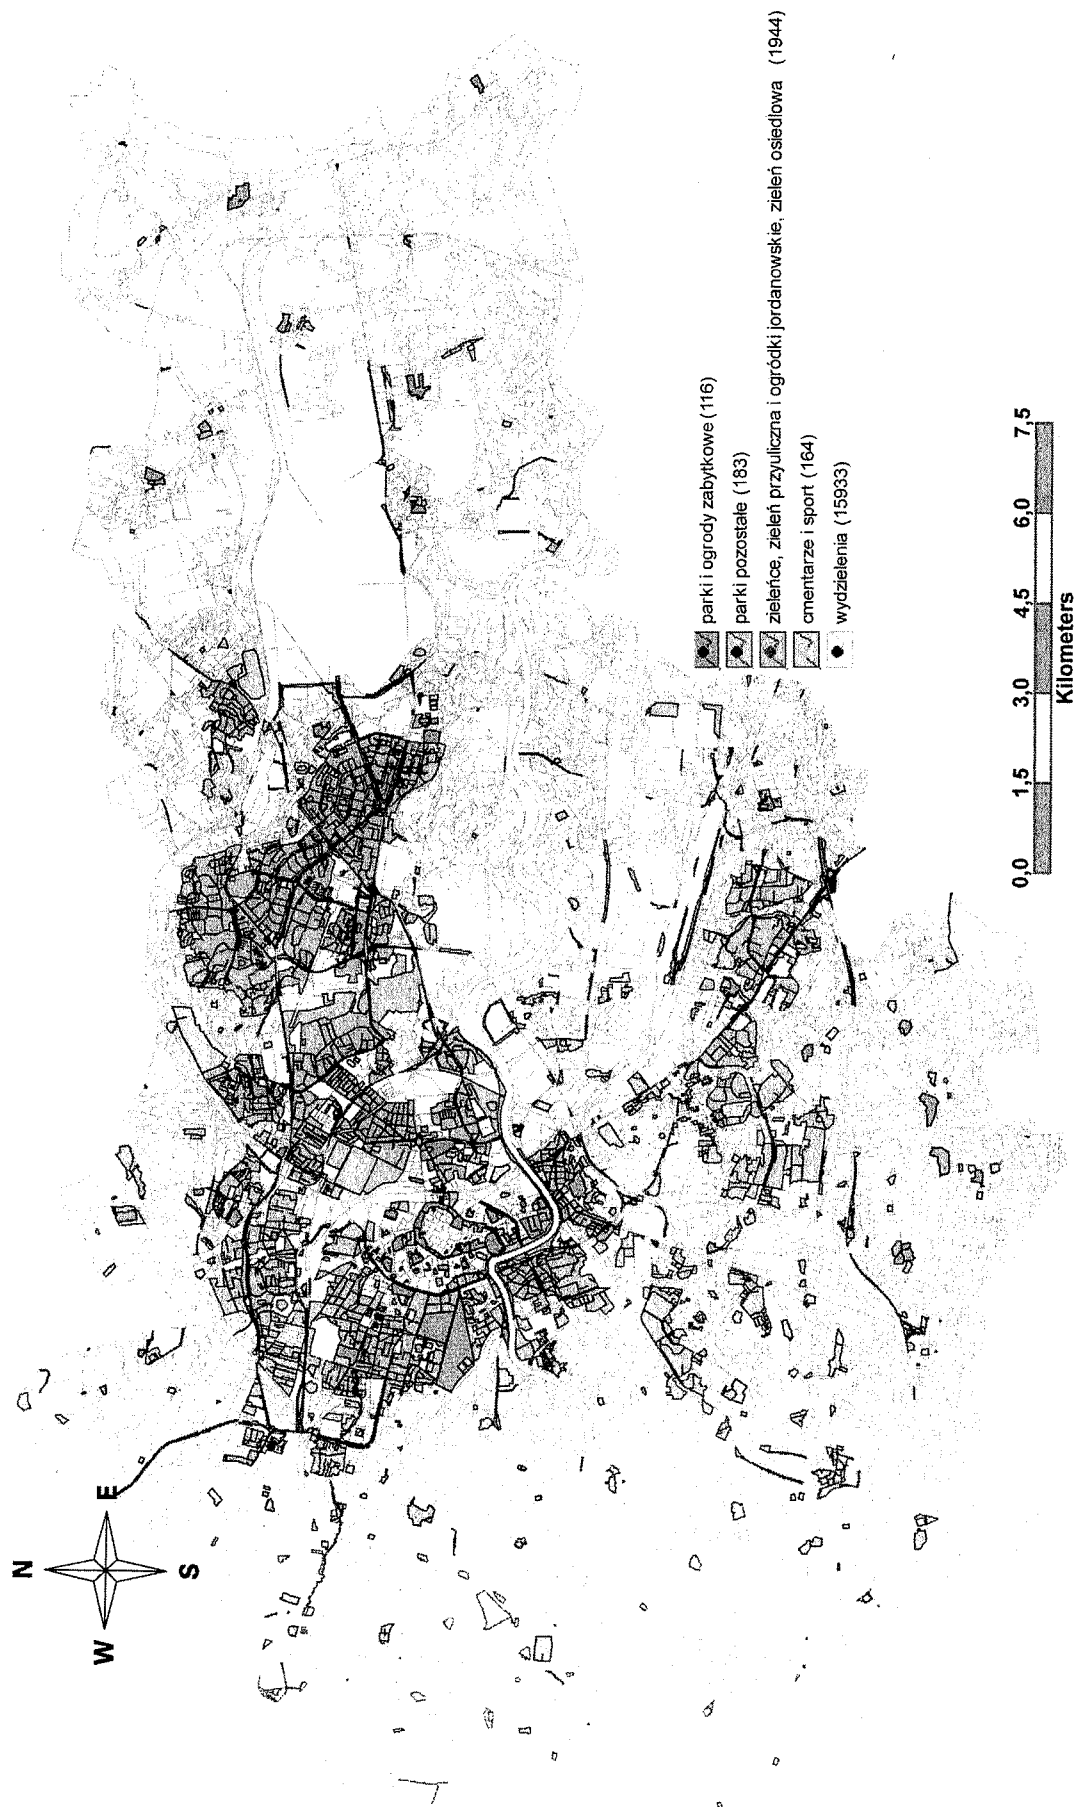 N
W
E
S
parki i ogrody zabytkowe (116)
parki pozostałe (183)
zieleńce, zieleń przyuliczna i ogródki jordanowskie, zieleń osiedlowa (1944)
cmentarze i sport (164)
wydzielenia (15933)
0,0 1,5 3,0 4,5 6,0 7,5
Kilometers